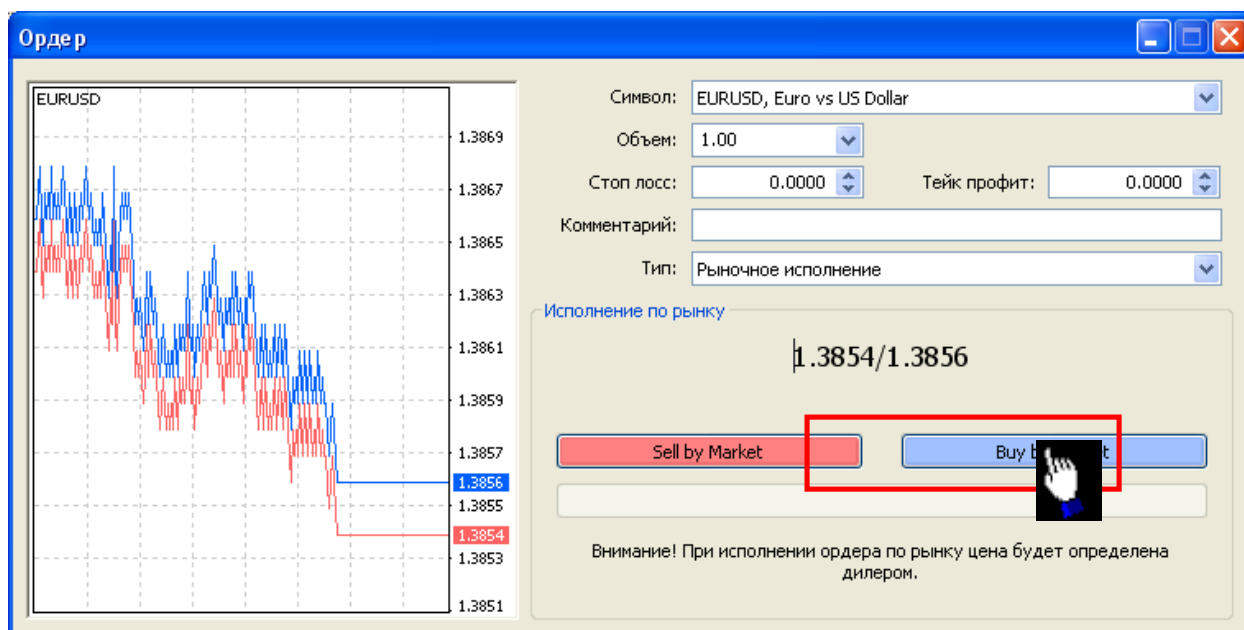 Ордер
EURUSD
1.3869
1.3867
1.3865
1.3863
1.3861
1.3859
1.3857
1.3856
1.3855
1.3854
1.3853
1.3851
Символ: EURUSD, Euro vs US Dollar
Объем: 1.00
Стоп лосс: 0.0000 Тейк профит: 0.0000
Комментарий:
Тип: Рыночное исполнение
Исполнение по рынку
1.3854/1.3856
Sell by Market Buy
Внимание! При исполнении ордера по рынку цена будет определена
дилером.